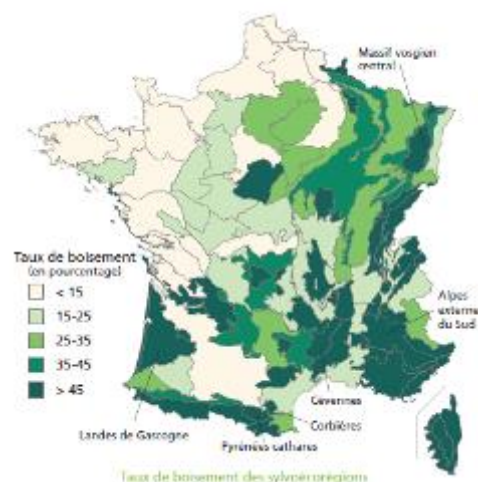 Massif vosgien
central
Taux de boisement
(en pourcentage)
< 15
15-25
25-35
35-45
> 45
Alpes
externes
du Sud
Cévennes
Corbières
Landes de Gascogne
Pyrénées cathares
Taux de boisement des sylvoécorégions